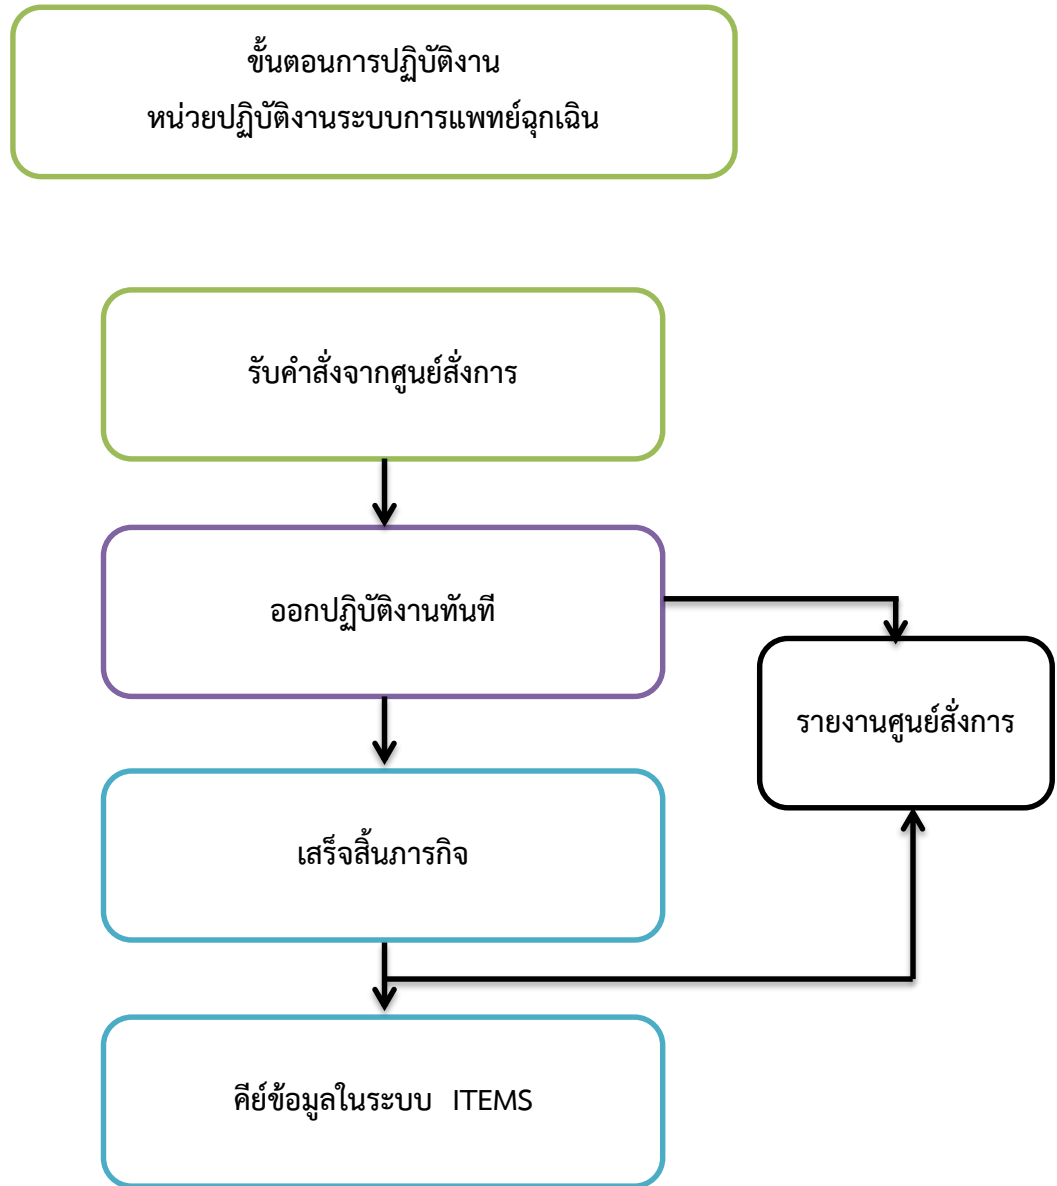 ขั้นตอนการปฏิบัติงาน
หน่วยปฏิบัติงานระบบการแพทย์ฉุกเฉิน
รับคำสั่งจากศูนย์สั่งการ
ออกปฏิบัติงานทันที
รายงานศูนย์สั่งการ
เสร็จสิ้นภารกิจ
คีย์ข้อมูลในระบบ ITEMS